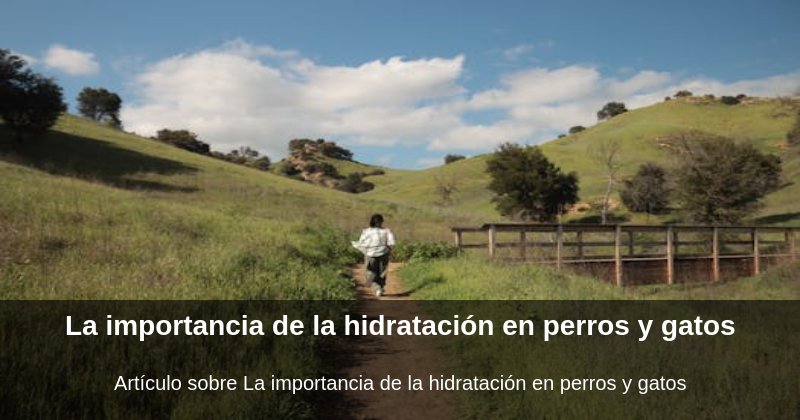 La importancia de la hidratación en perros y gatos
Artículo sobre La importancia de la hidratación en perros y gatos